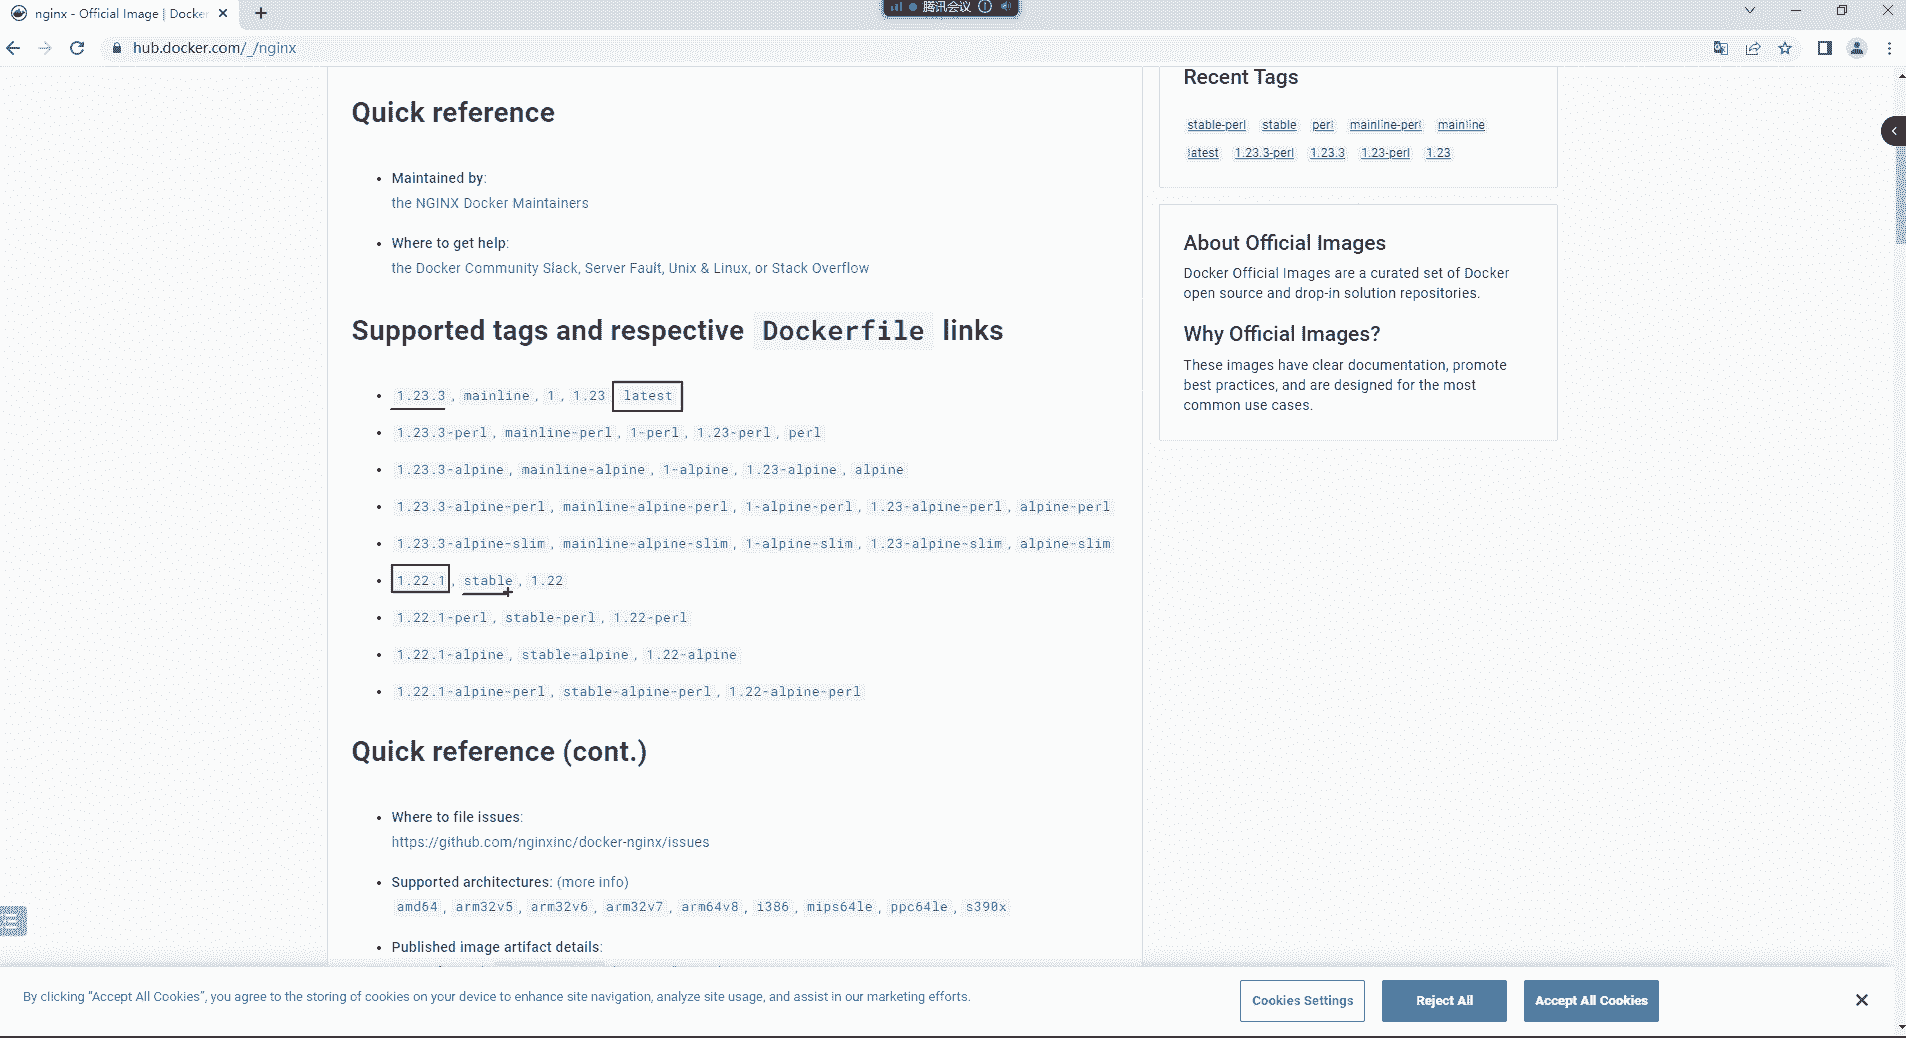 nginx - Official Image | Docker
腾讯会议
hub.docker.com/_/nginx
Quick reference
Maintained by:
the NGINX Docker Maintainers
Where to get help:
the Docker Community Slack, Server Fault, Unix & Linux, or Stack Overflow
Supported tags and respective Dockerfile links
1.23.3, mainline, 1, 1.23 latest
1.23.3-perl, mainline-perl, 1-perl, 1.23-perl, perl
1.23.3-alpine, mainline-alpine, 1-alpine, 1.23-alpine, alpine
1.23.3-alpine-perl, mainline-alpine-perl, 1-alpine-perl, 1.23-alpine-perl, alpine-perl
1.23.3-alpine-slim, mainline-alpine-slim, 1-alpine-slim, 1.23-alpine-slim, alpine-slim
1.22.1, stable, 1.22
1.22.1-perl, stable-perl, 1.22-perl
1.22.1-alpine, stable-alpine, 1.22-alpine
1.22.1-alpine-perl, stable-alpine-perl, 1.22-alpine-perl
Quick reference (cont.)
Where to file issues:
https://github.com/nginxinc/docker-nginx/issues
Supported architectures: (more info)
amd64, arm32v5, arm32v6, arm32v7, arm64v8, i386, mips64le, ppc64le, s390x
Published image artifact details:
Recent Tags
stable-perl stable perl mainline-perl mainline
latest 1.23.3-perl 1.23.3 1.23-perl 1.23
About Official Images
Docker Official Images are a curated set of Docker
open source and drop-in solution repositories.
Why Official Images?
These images have clear documentation, promote
best practices, and are designed for the most
common use cases.
By clicking “Accept All Cookies”, you agree to the storing of cookies on your device to enhance site navigation, analyze site usage, and assist in our marketing efforts.
Cookies Settings
Reject All
Accept All Cookies